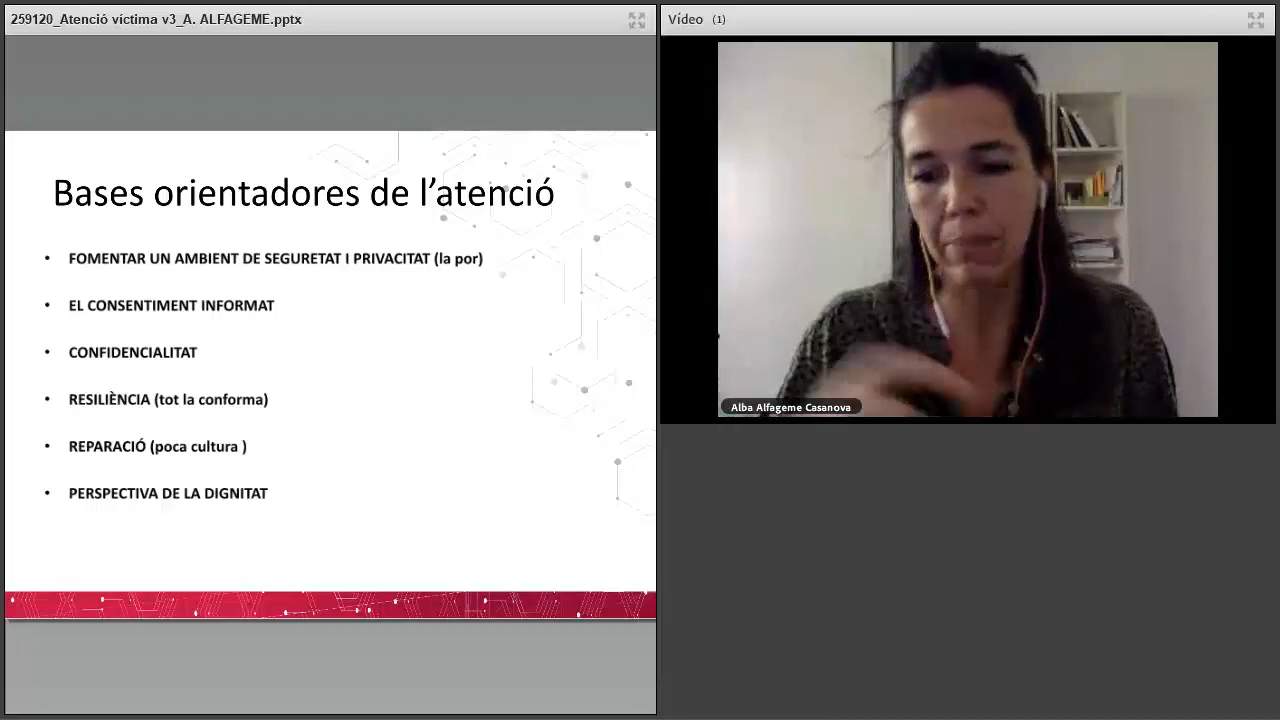 259120_Atenció víctima v3_A. ALFAGEME.pptx
Bases orientadores de l’atenció
• FOMENTAR UN AMBIENT DE SEGURETAT I PRIVACITAT (la por)
• EL CONSENTIMENT INFORMAT
• CONFIDENCIALITAT
• RESILIÈNCIA (tot la conforma)
• REPARACIÓ (poca cultura )
• PERSPECTIVA DE LA DIGNITAT
Vídeo (1)
Alba Alfageme Casanova